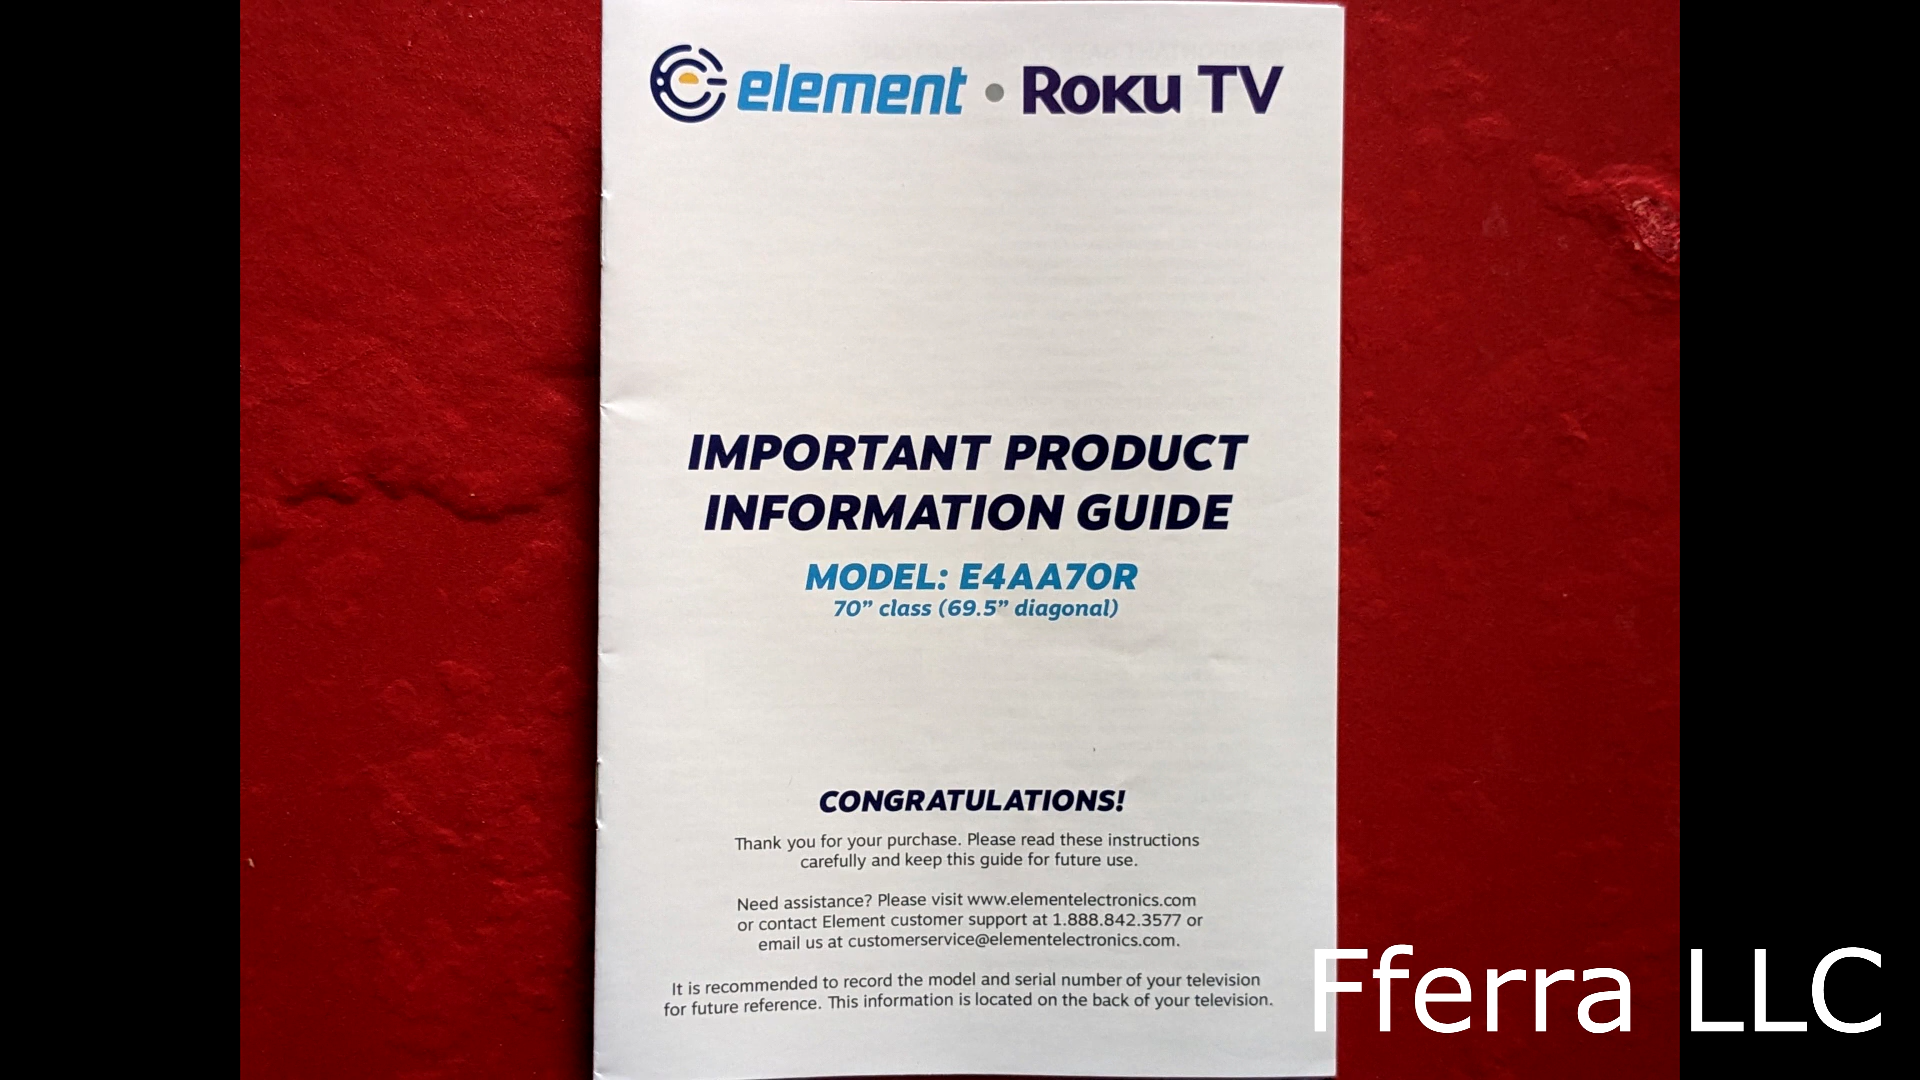 element • Roku TV
IMPORTANT PRODUCT
INFORMATION GUIDE
MODEL: E4AA70R
70” class (69.5” diagonal)
CONGRATULATIONS!
Thank you for your purchase. Please read these instructions
carefully and keep this guide for future use.
Need assistance? Please visit www.elementelectronics.com
or contact Element customer support at 1.888.842.3577 or
email us at customerservice@elementelectronics.com.
It is recommended to record the model and serial number of your television
for future reference. This information is located on the back of your television.
Fferra LLC